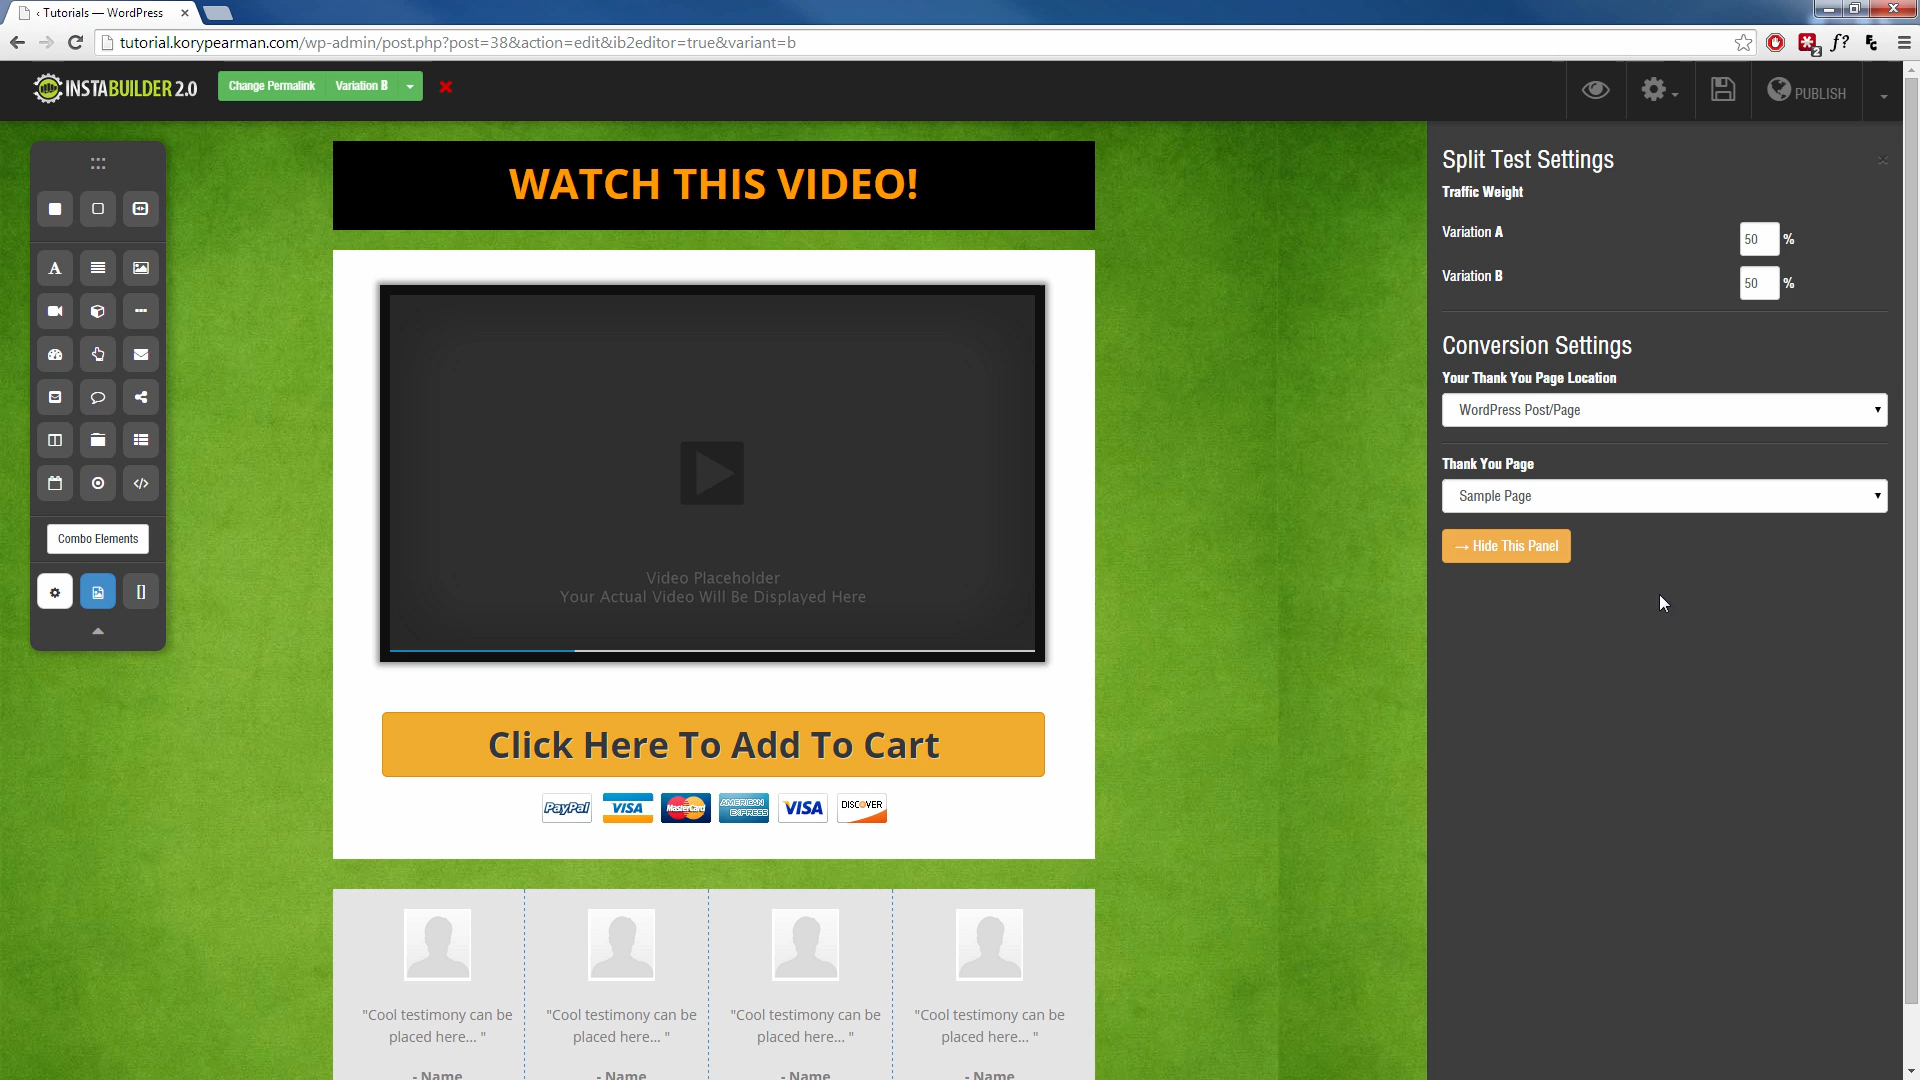 ‹ Tutorials — WordPress
tutorial.korypearman.com/wp-admin/post.php?post=38&action=edit&ib2editor=true&variant=b
2
f?
INSTABUILDER 2.0
Change Permalink
Variation B
PUBLISH
WATCH THIS VIDEO!
Split Test Settings
Traffic Weight
Variation A
50 %
Variation B
50 %
Conversion Settings
Your Thank You Page Location
WordPress Post/Page
Thank You Page
Sample Page
→ Hide This Panel
A
Combo Elements
[]
Video Placeholder
Your Actual Video Will Be Displayed Here
Click Here To Add To Cart
PayPal VISA MasterCard AMERICAN EXPRESS VISA DISCOVER
"Cool testimony can be placed here... "
- Name
"Cool testimony can be placed here... "
- Name
"Cool testimony can be placed here... "
- Name
"Cool testimony can be placed here... "
- Name